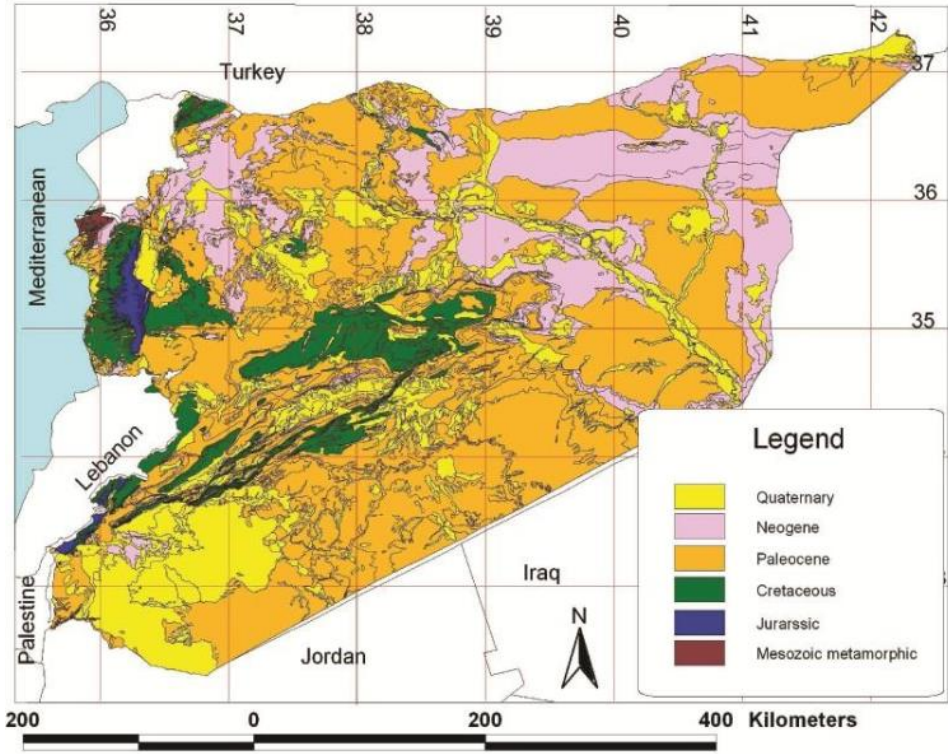 36 37 38 39 40 41 42
Turkey
37
Mediterranean
36
35
Lebanon
Palestine
Jordan
Iraq
N
Legend
Quaternary
Neogene
Paleocene
Cretaceous
Jurarssic
Mesozoic metamorphic
200 0 200 400 Kilometers